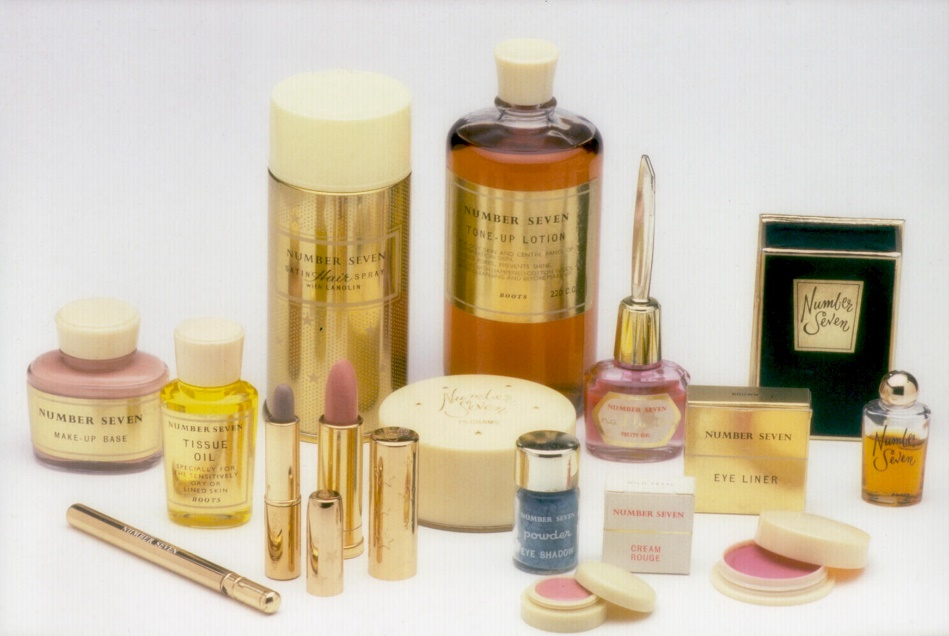 NUMBER SEVEN
SATIN Hair SPRAY
WITH LANOLIN
NUMBER SEVEN
TONE-UP LOTION
BOOTS
220 C.C.
Number
Seven
NUMBER SEVEN
MAKE-UP BASE
NUMBER SEVEN
TISSUE
OIL
SPECIALLY FOR
THE SENSITIVELY
DRY OR
LINED SKIN
BOOTS
Number
Seven
NUMBER SEVEN
NUMBER SEVEN
EYE LINER
Number
Seven
NUMBER SEVEN
powder
EYE SHADOW
NUMBER SEVEN
CREAM
ROUGE
NUMBER SEVEN